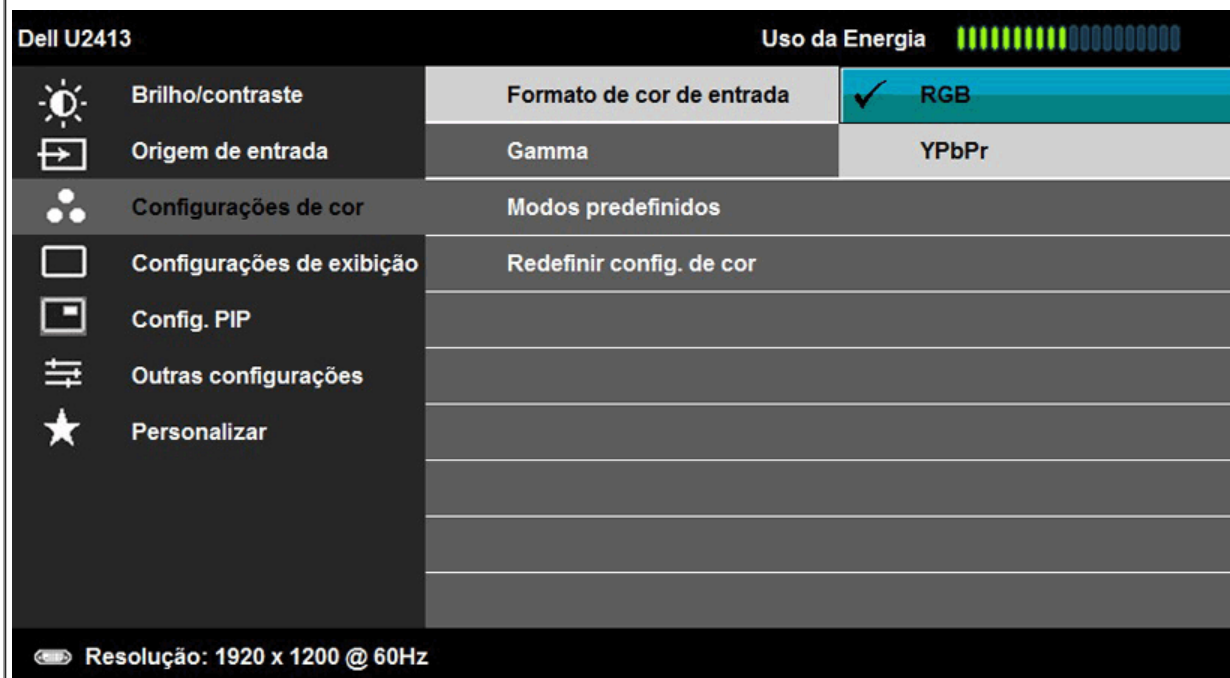 Dell U2413
Uso da Energia
Brilho/contraste
Formato de cor de entrada
RGB
Origem de entrada
Gamma
YPbPr
Configurações de cor
Modos predefinidos
Configurações de exibição
Redefinir config. de cor
Config. PIP
Outras configurações
Personalizar
Resolução: 1920 x 1200 @ 60Hz